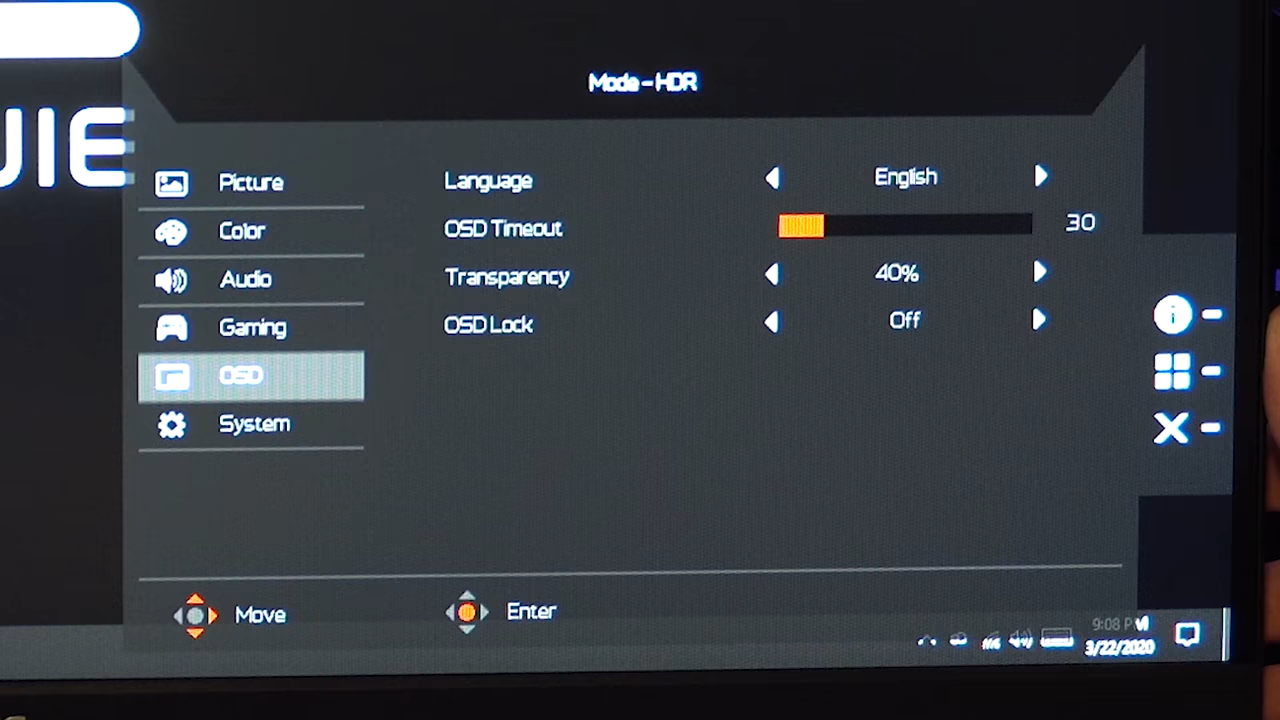 Mode - HDR
UIE
Picture
Color
Audio
Gaming
OSD
System
Language
English
OSD Timeout
30
Transparency
40%
OSD Lock
Off
Move
Enter
9:08 PM
3/22/2020